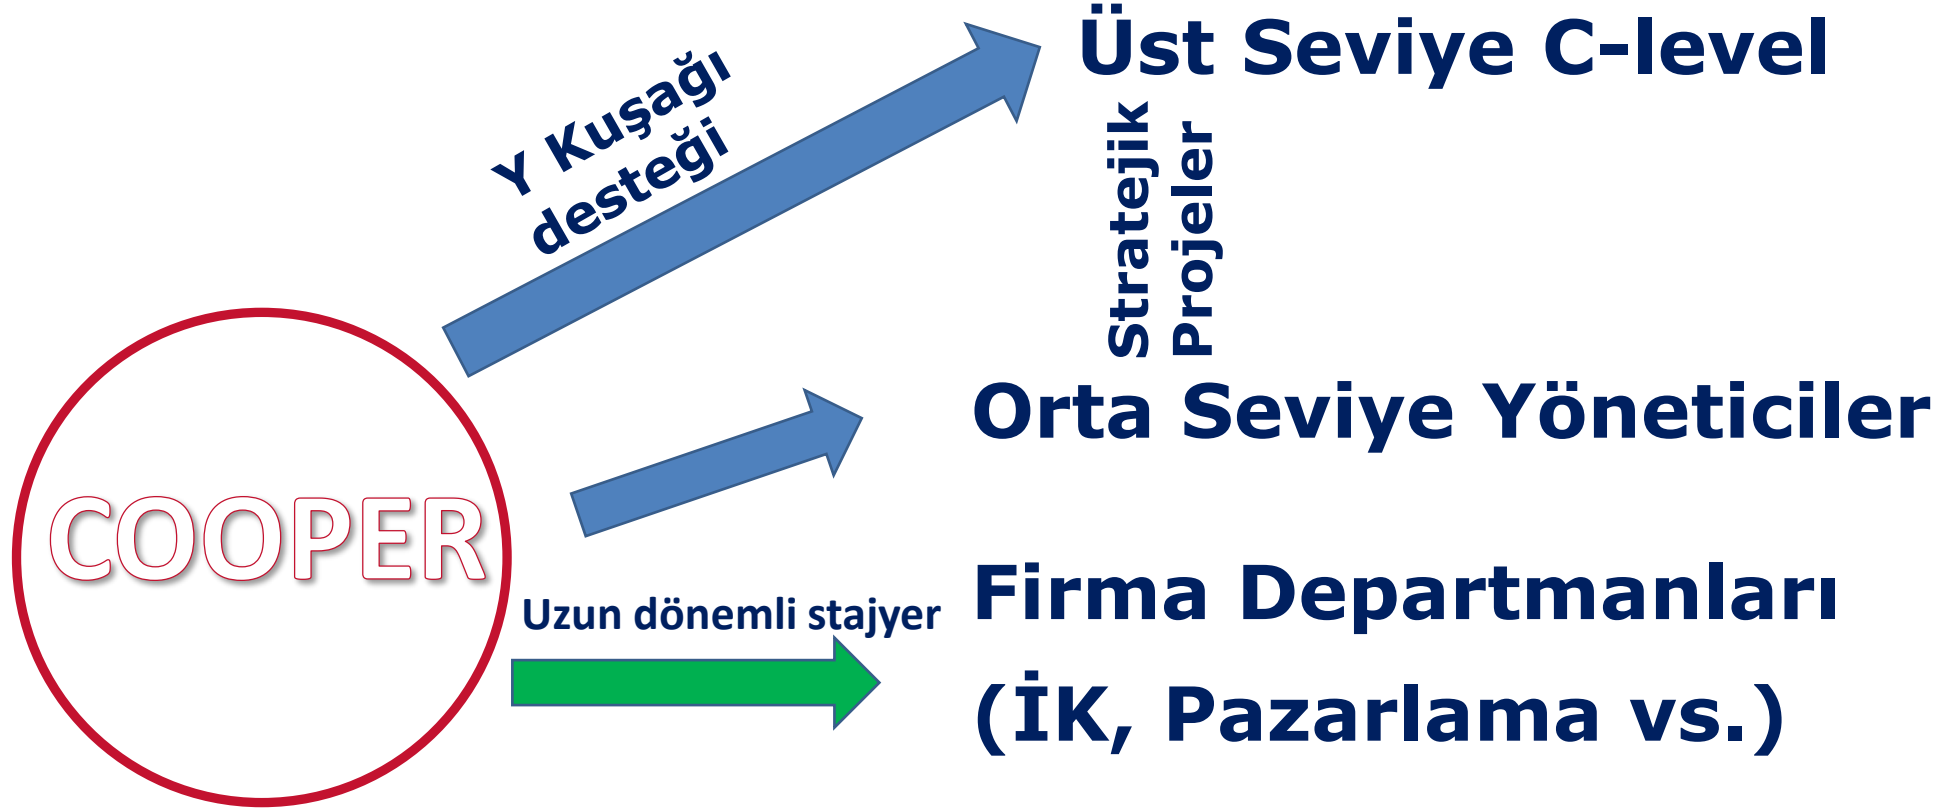 Üst Seviye C-level
Y Kuşağı
desteği
Stratejik
Projeler
Orta Seviye Yöneticiler
COOPER
Uzun dönemli stajyer
Firma Departmanları
(İK, Pazarlama vs.)